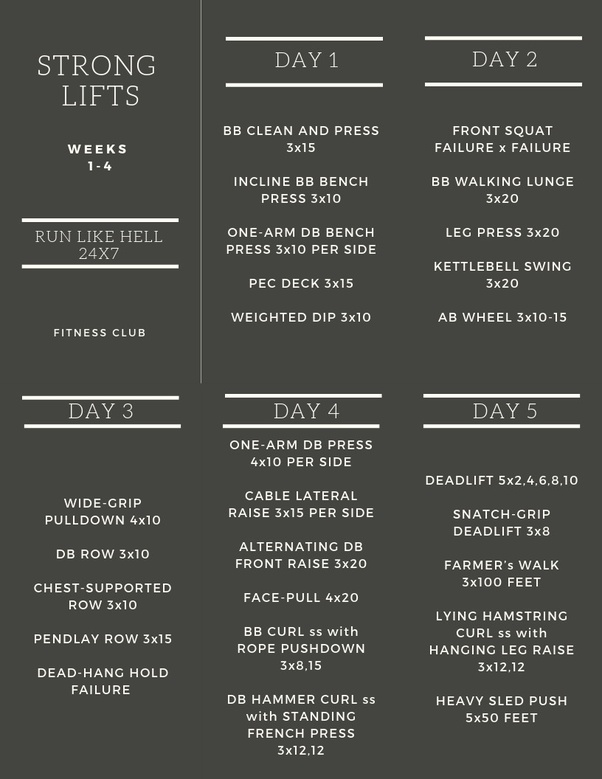 STRONG
LIFTS
WEEKS
1-4
RUN LIKE HELL
24X7
FITNESS CLUB
DAY 1
BB CLEAN AND PRESS
3x15
INCLINE BB BENCH
PRESS 3x10
ONE-ARM DB BENCH
PRESS 3x10 PER SIDE
PEC DECK 3x15
WEIGHTED DIP 3x10
DAY 2
FRONT SQUAT
FAILURE x FAILURE
BB WALKING LUNGE
3x20
LEG PRESS 3x20
KETTLEBELL SWING
3x20
AB WHEEL 3x10-15
DAY 3
WIDE-GRIP
PULLDOWN 4x10
DB ROW 3x10
CHEST-SUPPORTED
ROW 3x10
PENDLAY ROW 3x15
DEAD-HANG HOLD
FAILURE
DAY 4
ONE-ARM DB PRESS
4x10 PER SIDE
CABLE LATERAL
RAISE 3x15 PER SIDE
ALTERNATING DB
FRONT RAISE 3x20
FACE-PULL 4x20
BB CURL ss with
ROPE PUSHDOWN
3x8,15
DB HAMMER CURL ss
with STANDING
FRENCH PRESS
3x12,12
DAY 5
DEADLIFT 5x2,4,6,8,10
SNATCH-GRIP
DEADLIFT 3x8
FARMER's WALK
3x100 FEET
LYING HAMSTRING
CURL ss with
HANGING LEG RAISE
3x12,12
HEAVY SLED PUSH
5x50 FEET